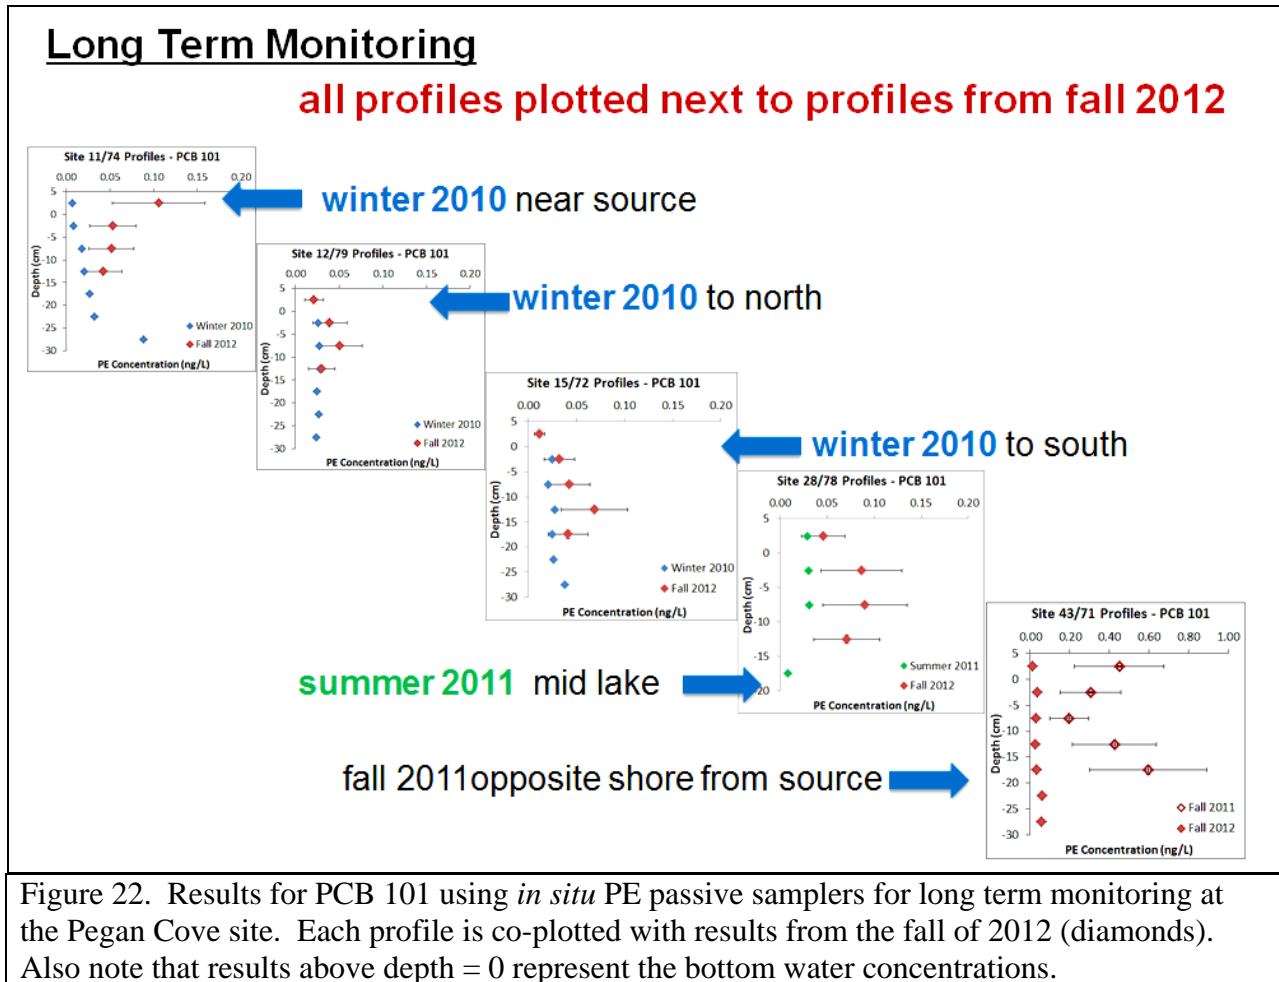 Long Term Monitoring
all profiles plotted next to profiles from fall 2012
Site 11/74 Profiles - PCB 101
0.00 0.05 0.10 0.15 0.20
5
0
-5
-10
-15
-20
-25
-30
Depth (cm)
Winter 2010
Fall 2012
PE Concentration (ng/L)
winter 2010 near source
Site 12/79 Profiles - PCB 101
0.00 0.05 0.10 0.15 0.20
5
0
-5
-10
-15
-20
-25
-30
Depth (cm)
Winter 2010
Fall 2012
PE Concentration (ng/L)
winter 2010 to north
Site 15/72 Profiles - PCB 101
0.00 0.05 0.10 0.15 0.20
5
0
-5
-10
-15
-20
-25
-30
Depth (cm)
Winter 2010
Fall 2012
PE Concentration (ng/L)
winter 2010 to south
Site 28/78 Profiles - PCB 101
0.00 0.05 0.10 0.15 0.20
5
0
-5
-10
-15
-20
Depth (cm)
Summer 2011
Fall 2012
PE Concentration (ng/L)
summer 2011 mid lake
Site 43/71 Profiles - PCB 101
0.00 0.20 0.40 0.60 0.80 1.00
5
0
-5
-10
-15
-20
-25
-30
Depth (cm)
Fall 2011
Fall 2012
PE Concentration (ng/L)
fall 2011opposite shore from source
Figure 22. Results for PCB 101 using in situ PE passive samplers for long term monitoring at
the Pegan Cove site. Each profile is co-plotted with results from the fall of 2012 (diamonds).
Also note that results above depth = 0 represent the bottom water concentrations.